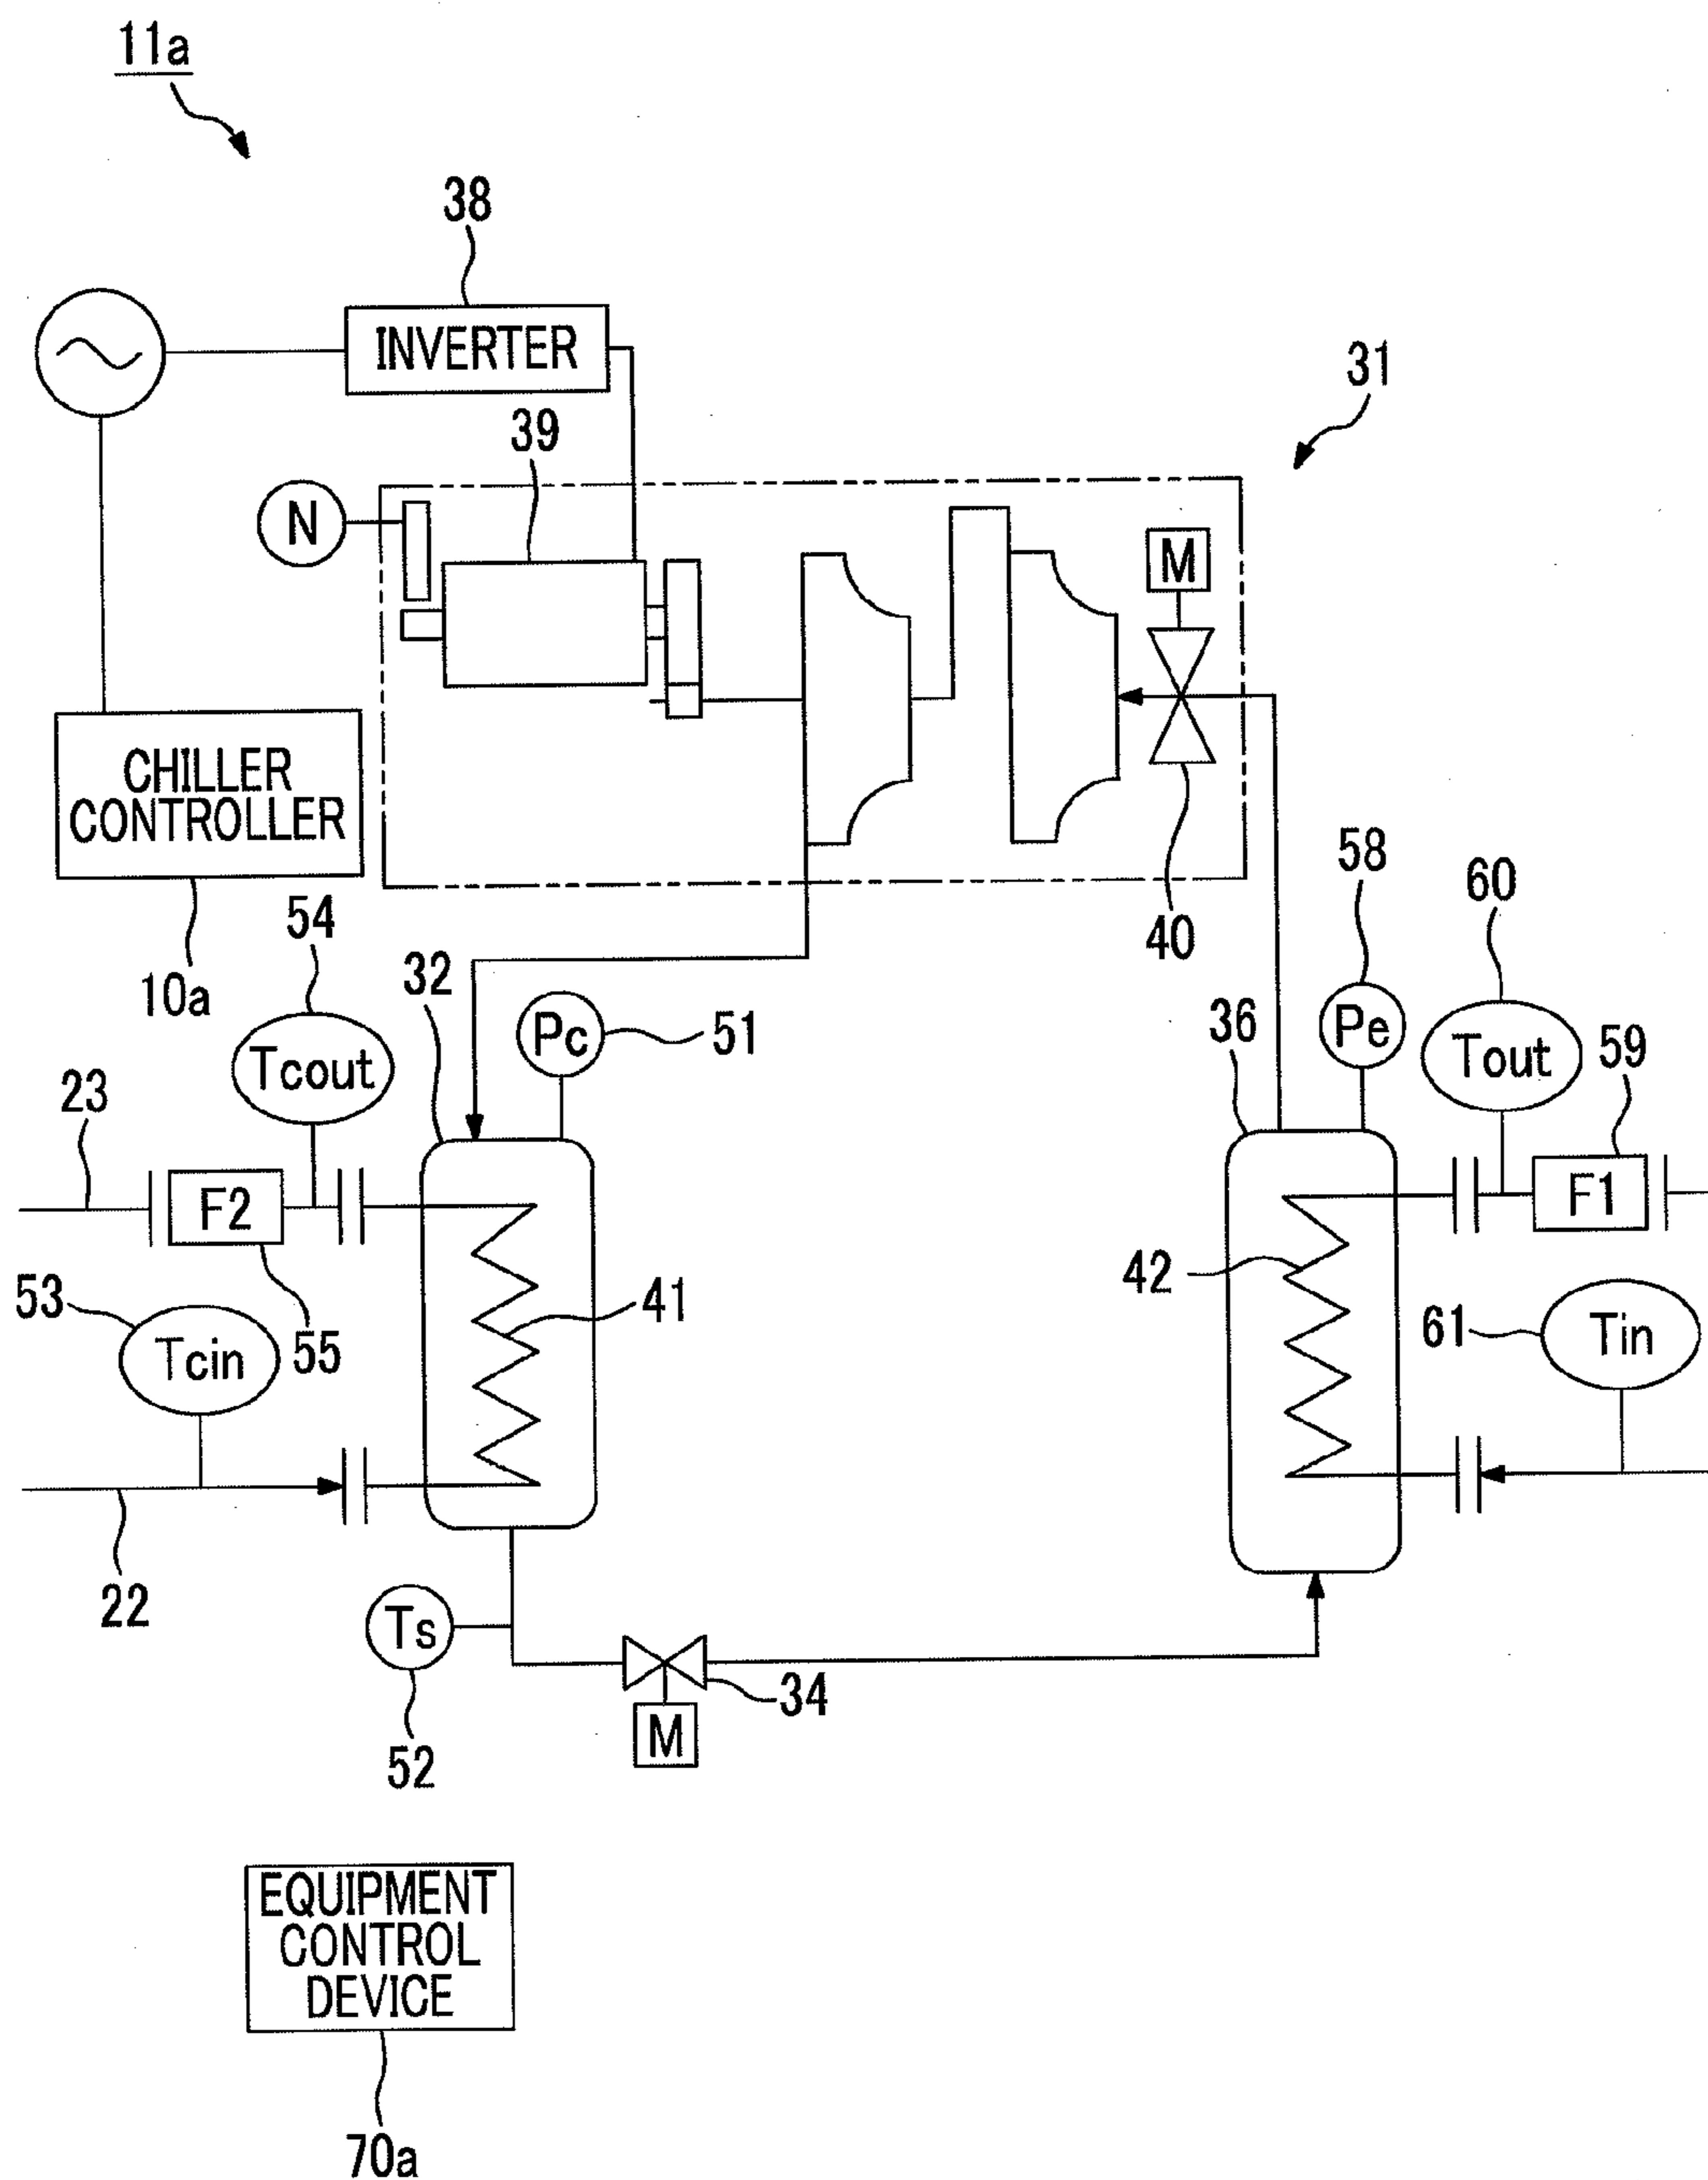 11a
38
INVERTER
31
39
N
M
CHILLER
CONTROLLER
40
58
60
54
32
10a
Pc
51
36
Pe
Tout
59
Tcout
23
F2
F1
42
53
41
55
Tcin
61
Tin
22
Ts
34
M
52
EQUIPMENT
CONTROL
DEVICE
70a